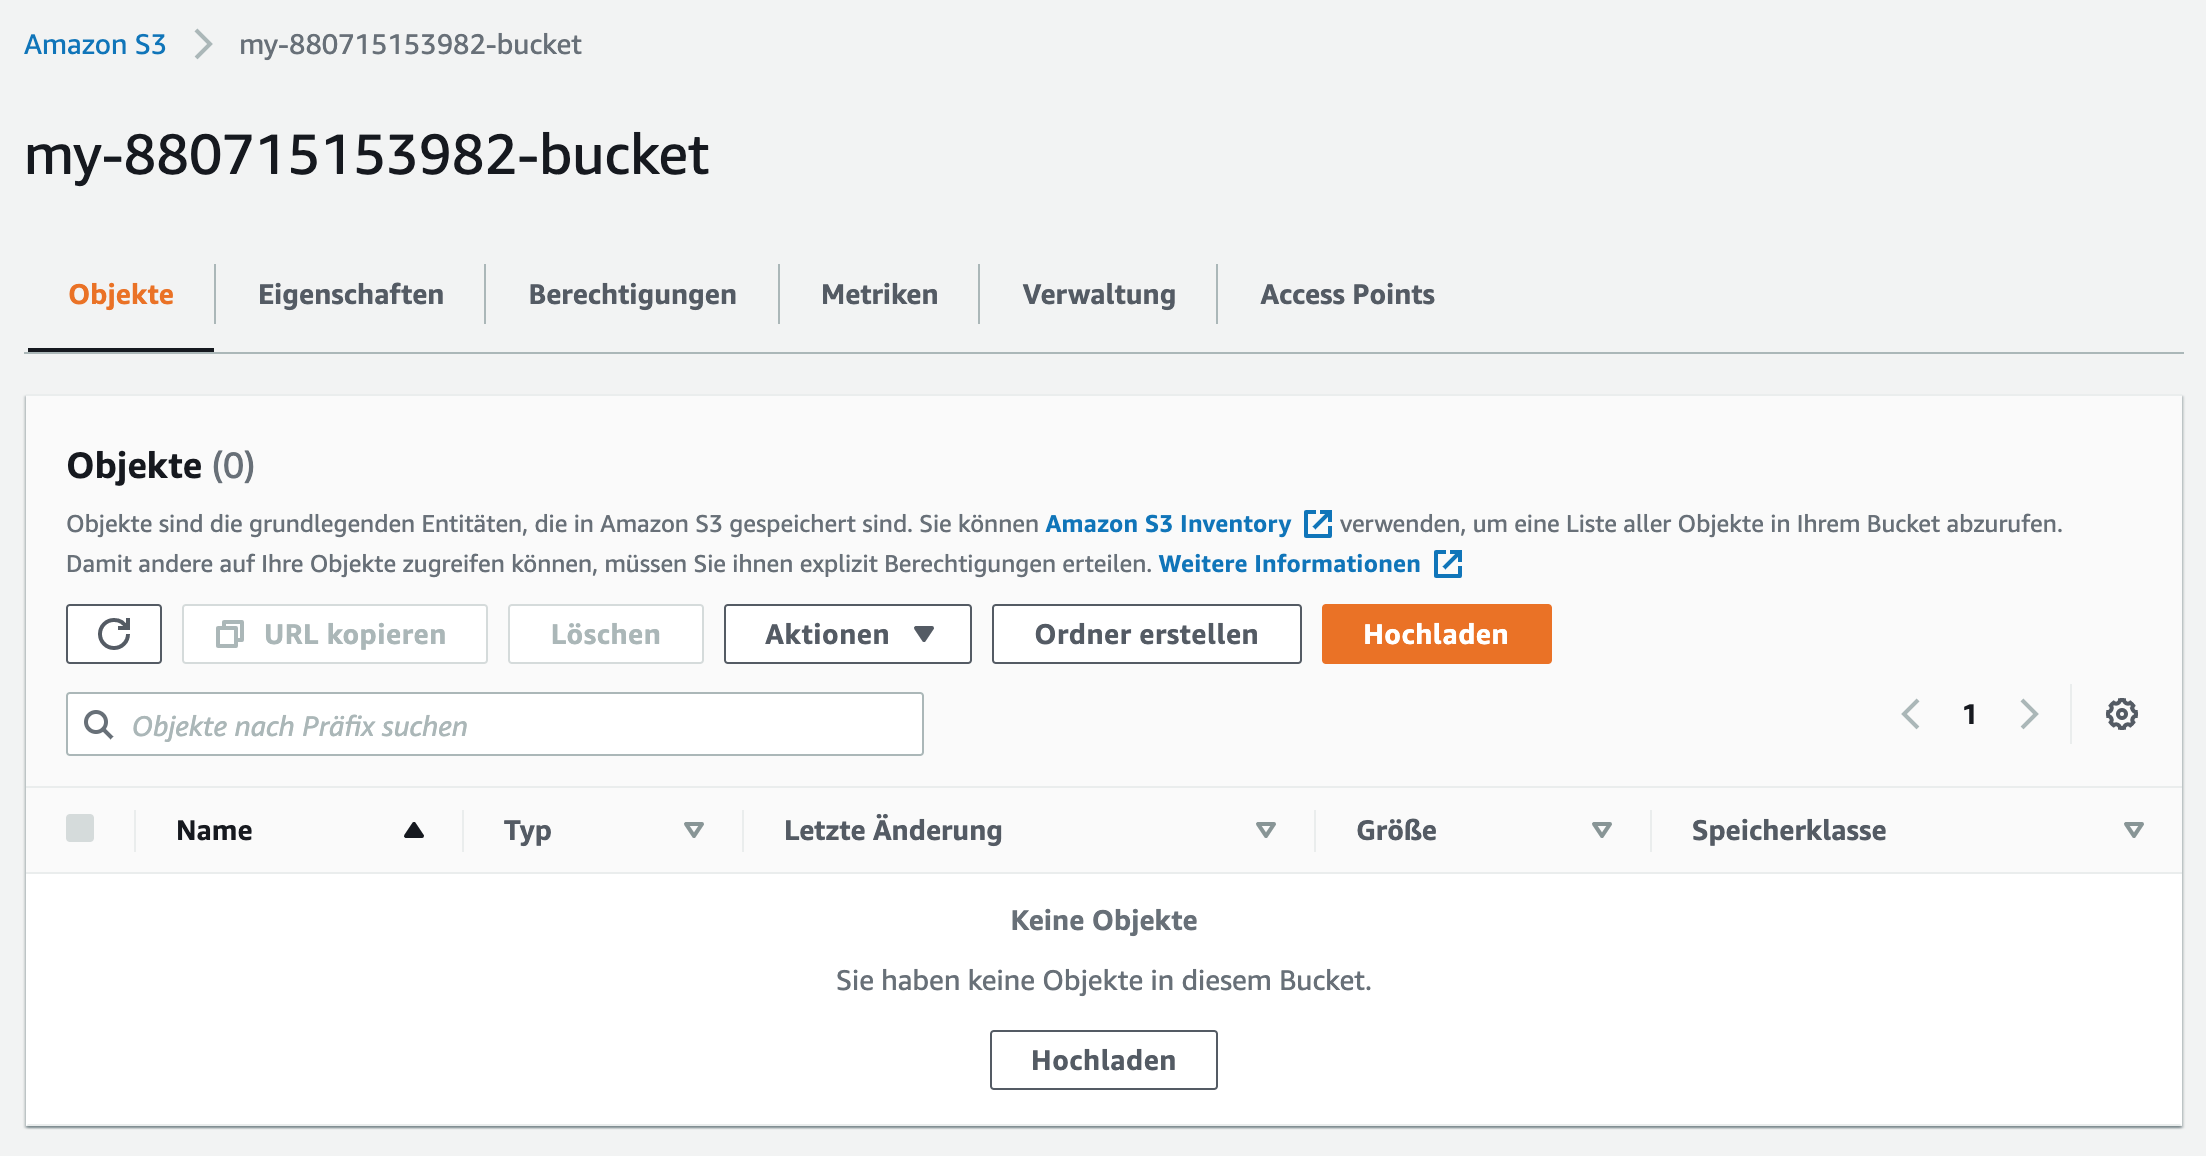 Amazon S3 my-880715153982-bucket
my-880715153982-bucket
Objekte Eigenschaften Berechtigungen Metriken Verwaltung Access Points
Objekte (0)
Objekte sind die grundlegenden Entitäten, die in Amazon S3 gespeichert sind. Sie können Amazon S3 Inventory verwenden, um eine Liste aller Objekte in Ihrem Bucket abzurufen.
Damit andere auf Ihre Objekte zugreifen können, müssen Sie ihnen explizit Berechtigungen erteilen. Weitere Informationen
URL kopieren Löschen Aktionen Ordner erstellen Hochladen
Objekte nach Präfix suchen 1
Name Typ Letzte Änderung Größe Speicherklasse
Keine Objekte
Sie haben keine Objekte in diesem Bucket.
Hochladen